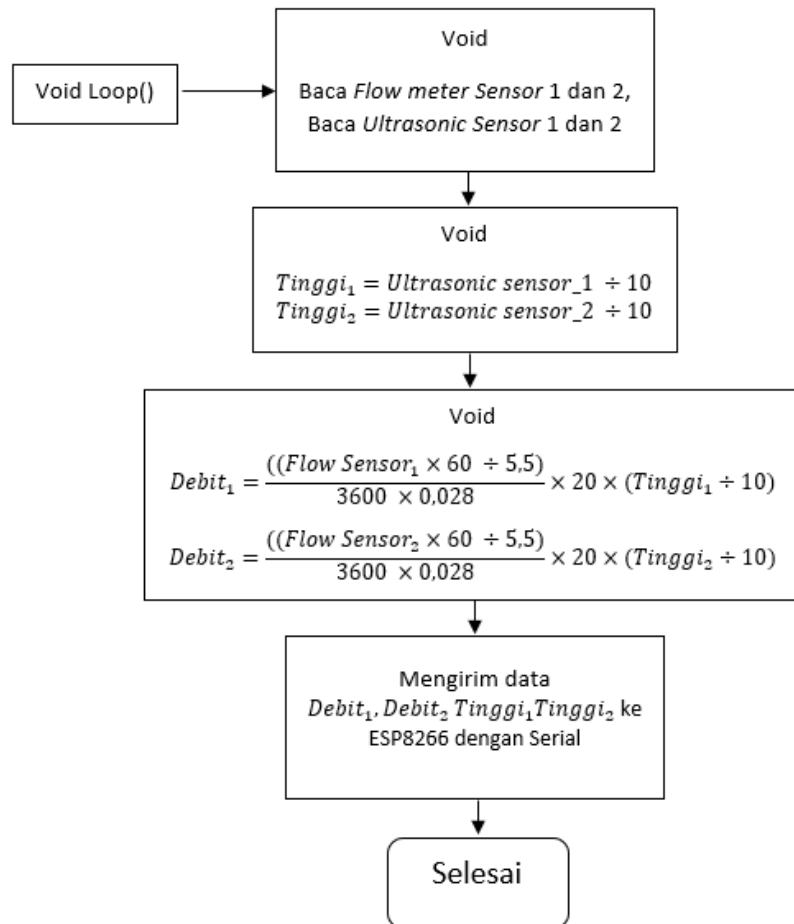 Void Loop()
Void
Baca Flow meter Sensor 1 dan 2,
Baca Ultrasonic Sensor 1 dan 2
Void
Tinggi₁ = Ultrasonic sensor_1 ÷ 10
Tinggi₂ = Ultrasonic sensor_2 ÷ 10
Void
Debit₁ = ((Flow Sensor₁ × 60 ÷ 5,5) / 3600 × 0,028 × 20 × (Tinggi₁ ÷ 10)
Debit₂ = ((Flow Sensor₂ × 60 ÷ 5,5) / 3600 × 0,028 × 20 × (Tinggi₂ ÷ 10)
Mengirim data
Debit₁, Debit₂ Tinggi₁Tinggi₂ ke
ESP8266 dengan Serial
Selesai